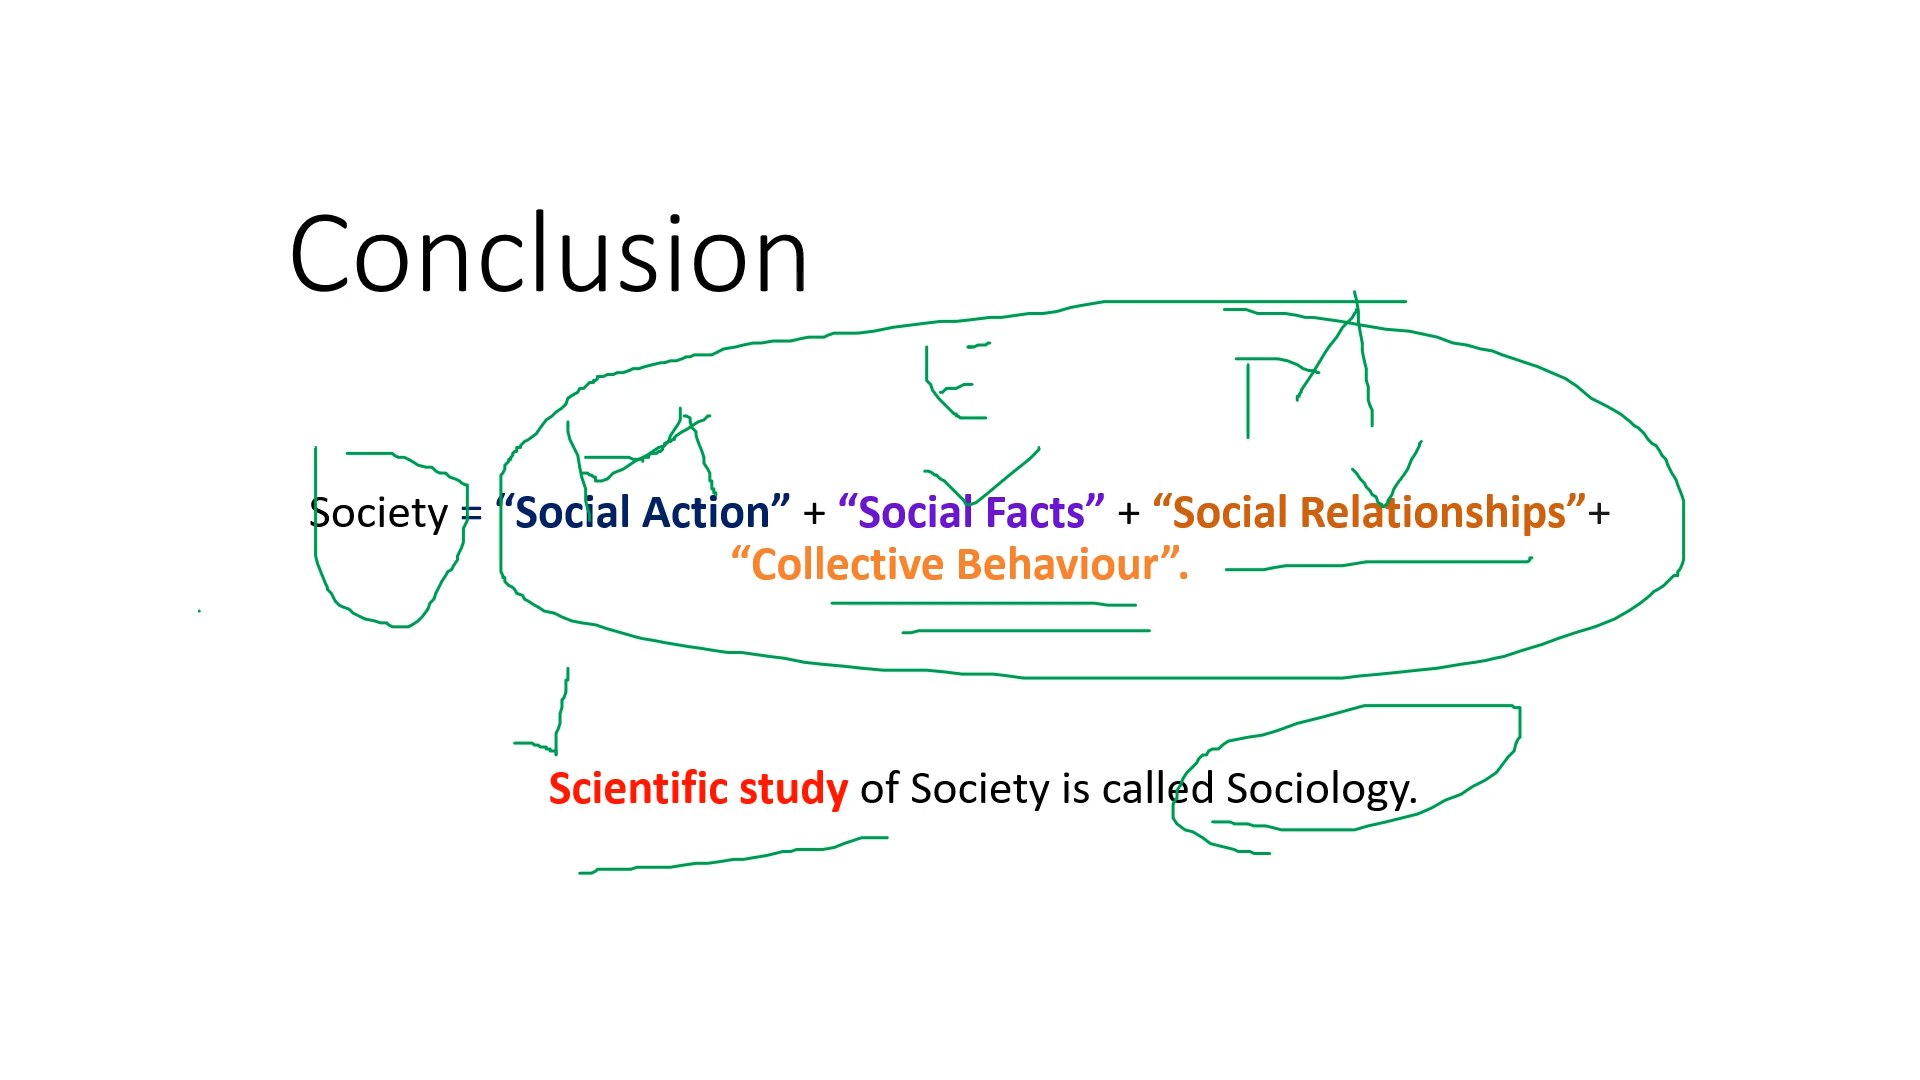 Conclusion
Society = “Social Action” + “Social Facts” + “Social Relationships”+
“Collective Behaviour”.
Scientific study of Society is called Sociology.